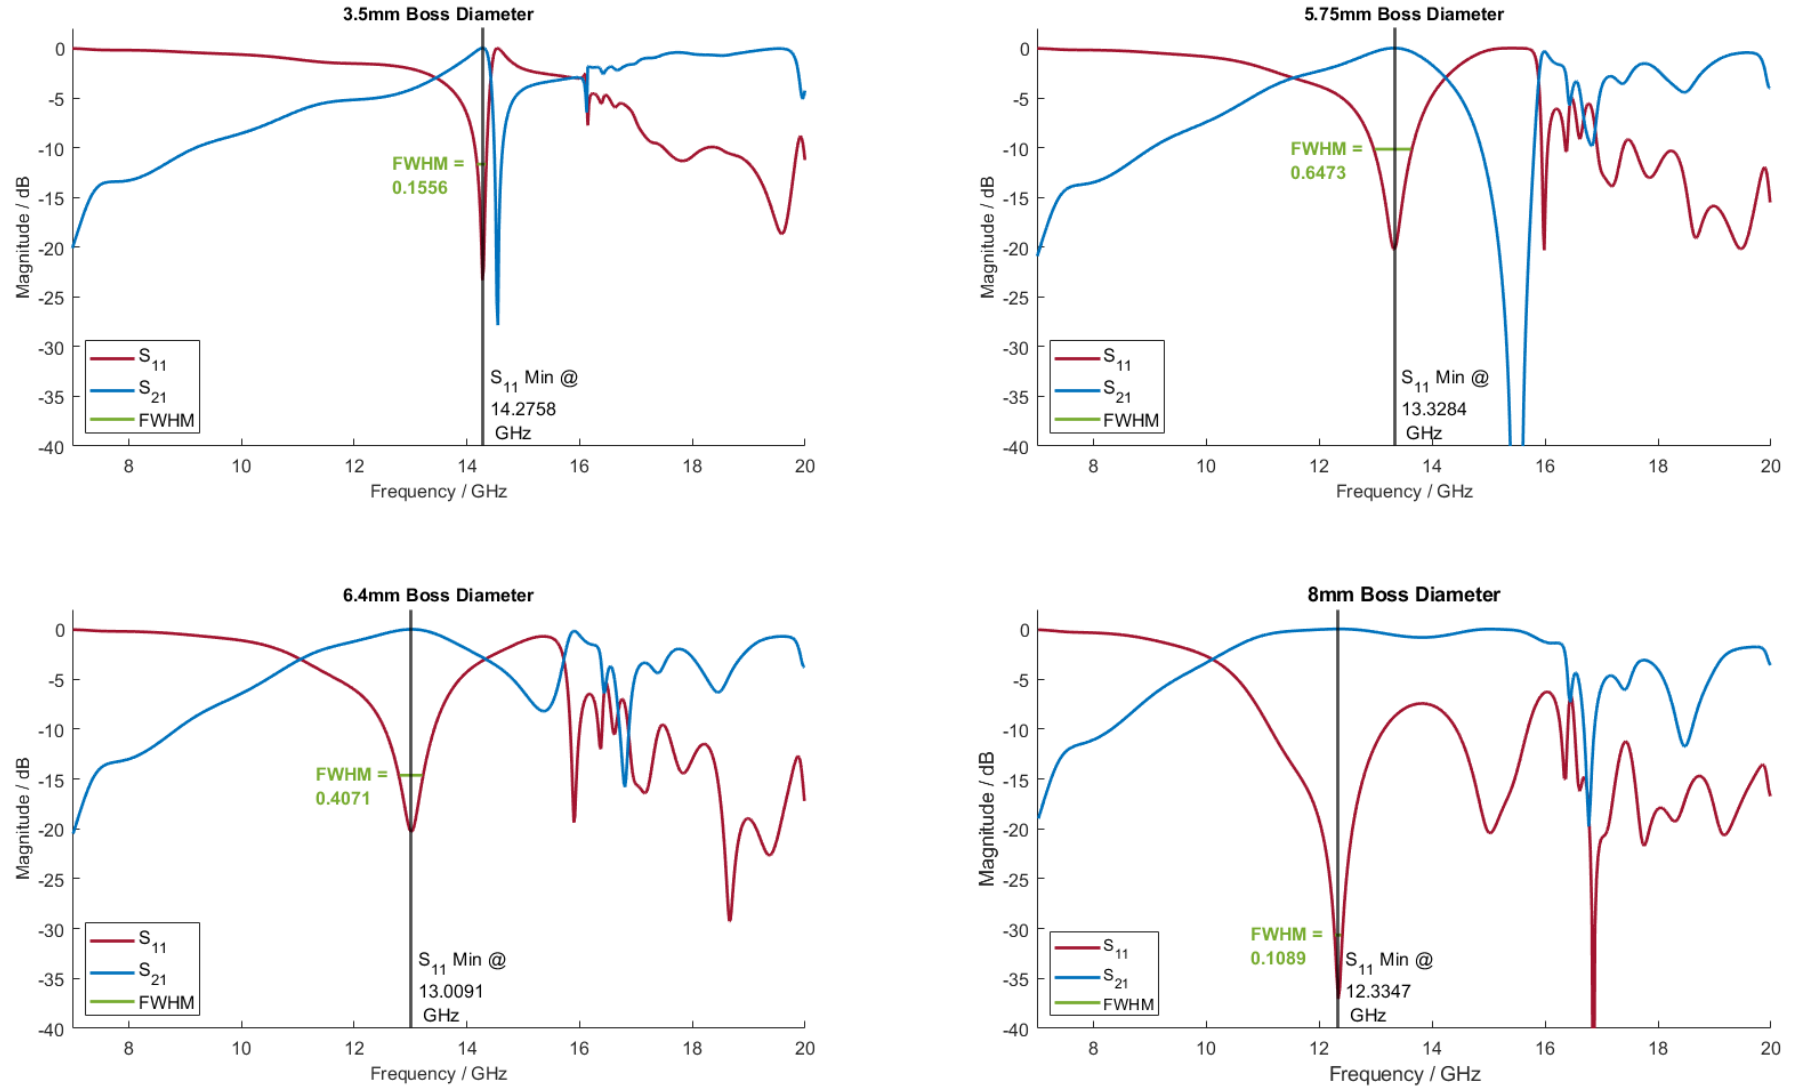 3.5mm Boss Diameter
0
-5
-10
-15
-20
-25
-30
-35
-40
Magnitude / dB
FWHM =
0.1556
S11 Min @
14.2758
GHz
S11
S21
FWHM
8
10
12
14
16
18
20
Frequency / GHz
5.75mm Boss Diameter
0
-5
-10
-15
-20
-25
-30
-35
-40
Magnitude / dB
FWHM =
0.6473
S11 Min @
13.3284
GHz
S11
S21
FWHM
8
10
12
14
16
18
20
Frequency / GHz
6.4mm Boss Diameter
0
-5
-10
-15
-20
-25
-30
-35
-40
Magnitude / dB
FWHM =
0.4071
S11 Min @
13.0091
GHz
S11
S21
FWHM
8
10
12
14
16
18
20
Frequency / GHz
8mm Boss Diameter
0
-5
-10
-15
-20
-25
-30
-35
-40
Magnitude / dB
FWHM =
0.1089
S11 Min @
12.3347
GHz
S11
S21
FWHM
8
10
12
14
16
18
20
Frequency / GHz